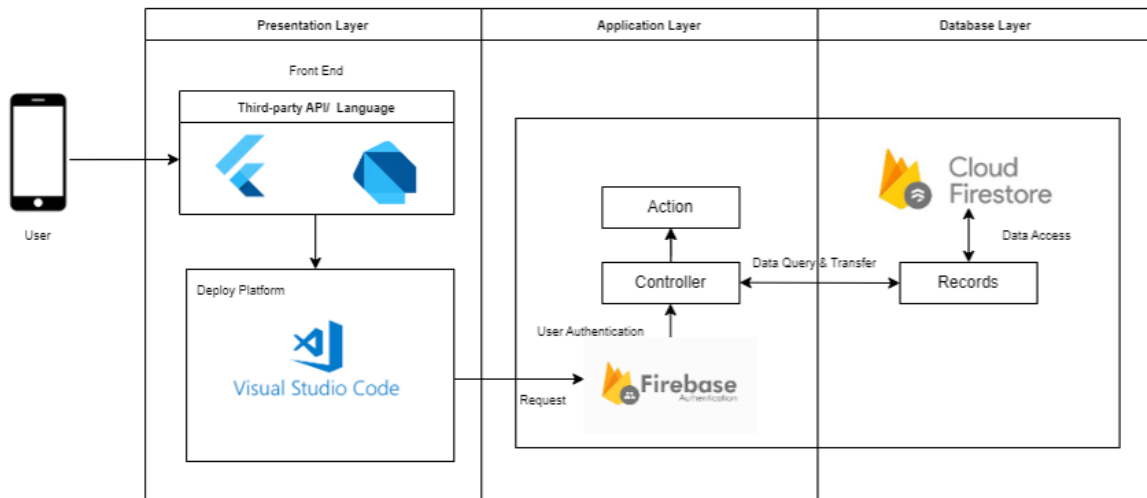 Presentation Layer
Application Layer
Database Layer
Front End
Third-party API/ Language
User
Deploy Platform
Visual Studio Code
Request
Action
Controller
User Authentication
Firebase
Authentication
Data Query & Transfer
Cloud
Firestore
Data Access
Records